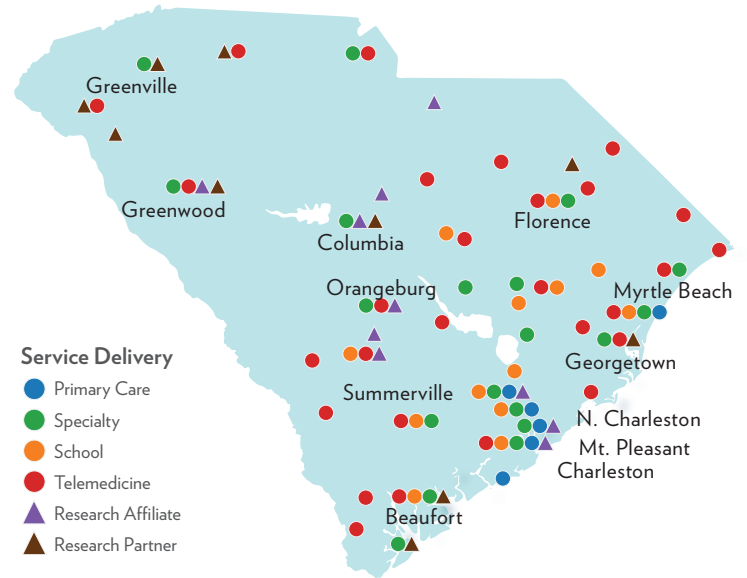 Greenville
Greenwood
Columbia
Florence
Orangeburg
Myrtle Beach
Georgetown
Summerville
N. Charleston
Mt. Pleasant
Charleston
Beaufort
Service Delivery
Primary Care
Specialty
School
Telemedicine
Research Affiliate
Research Partner